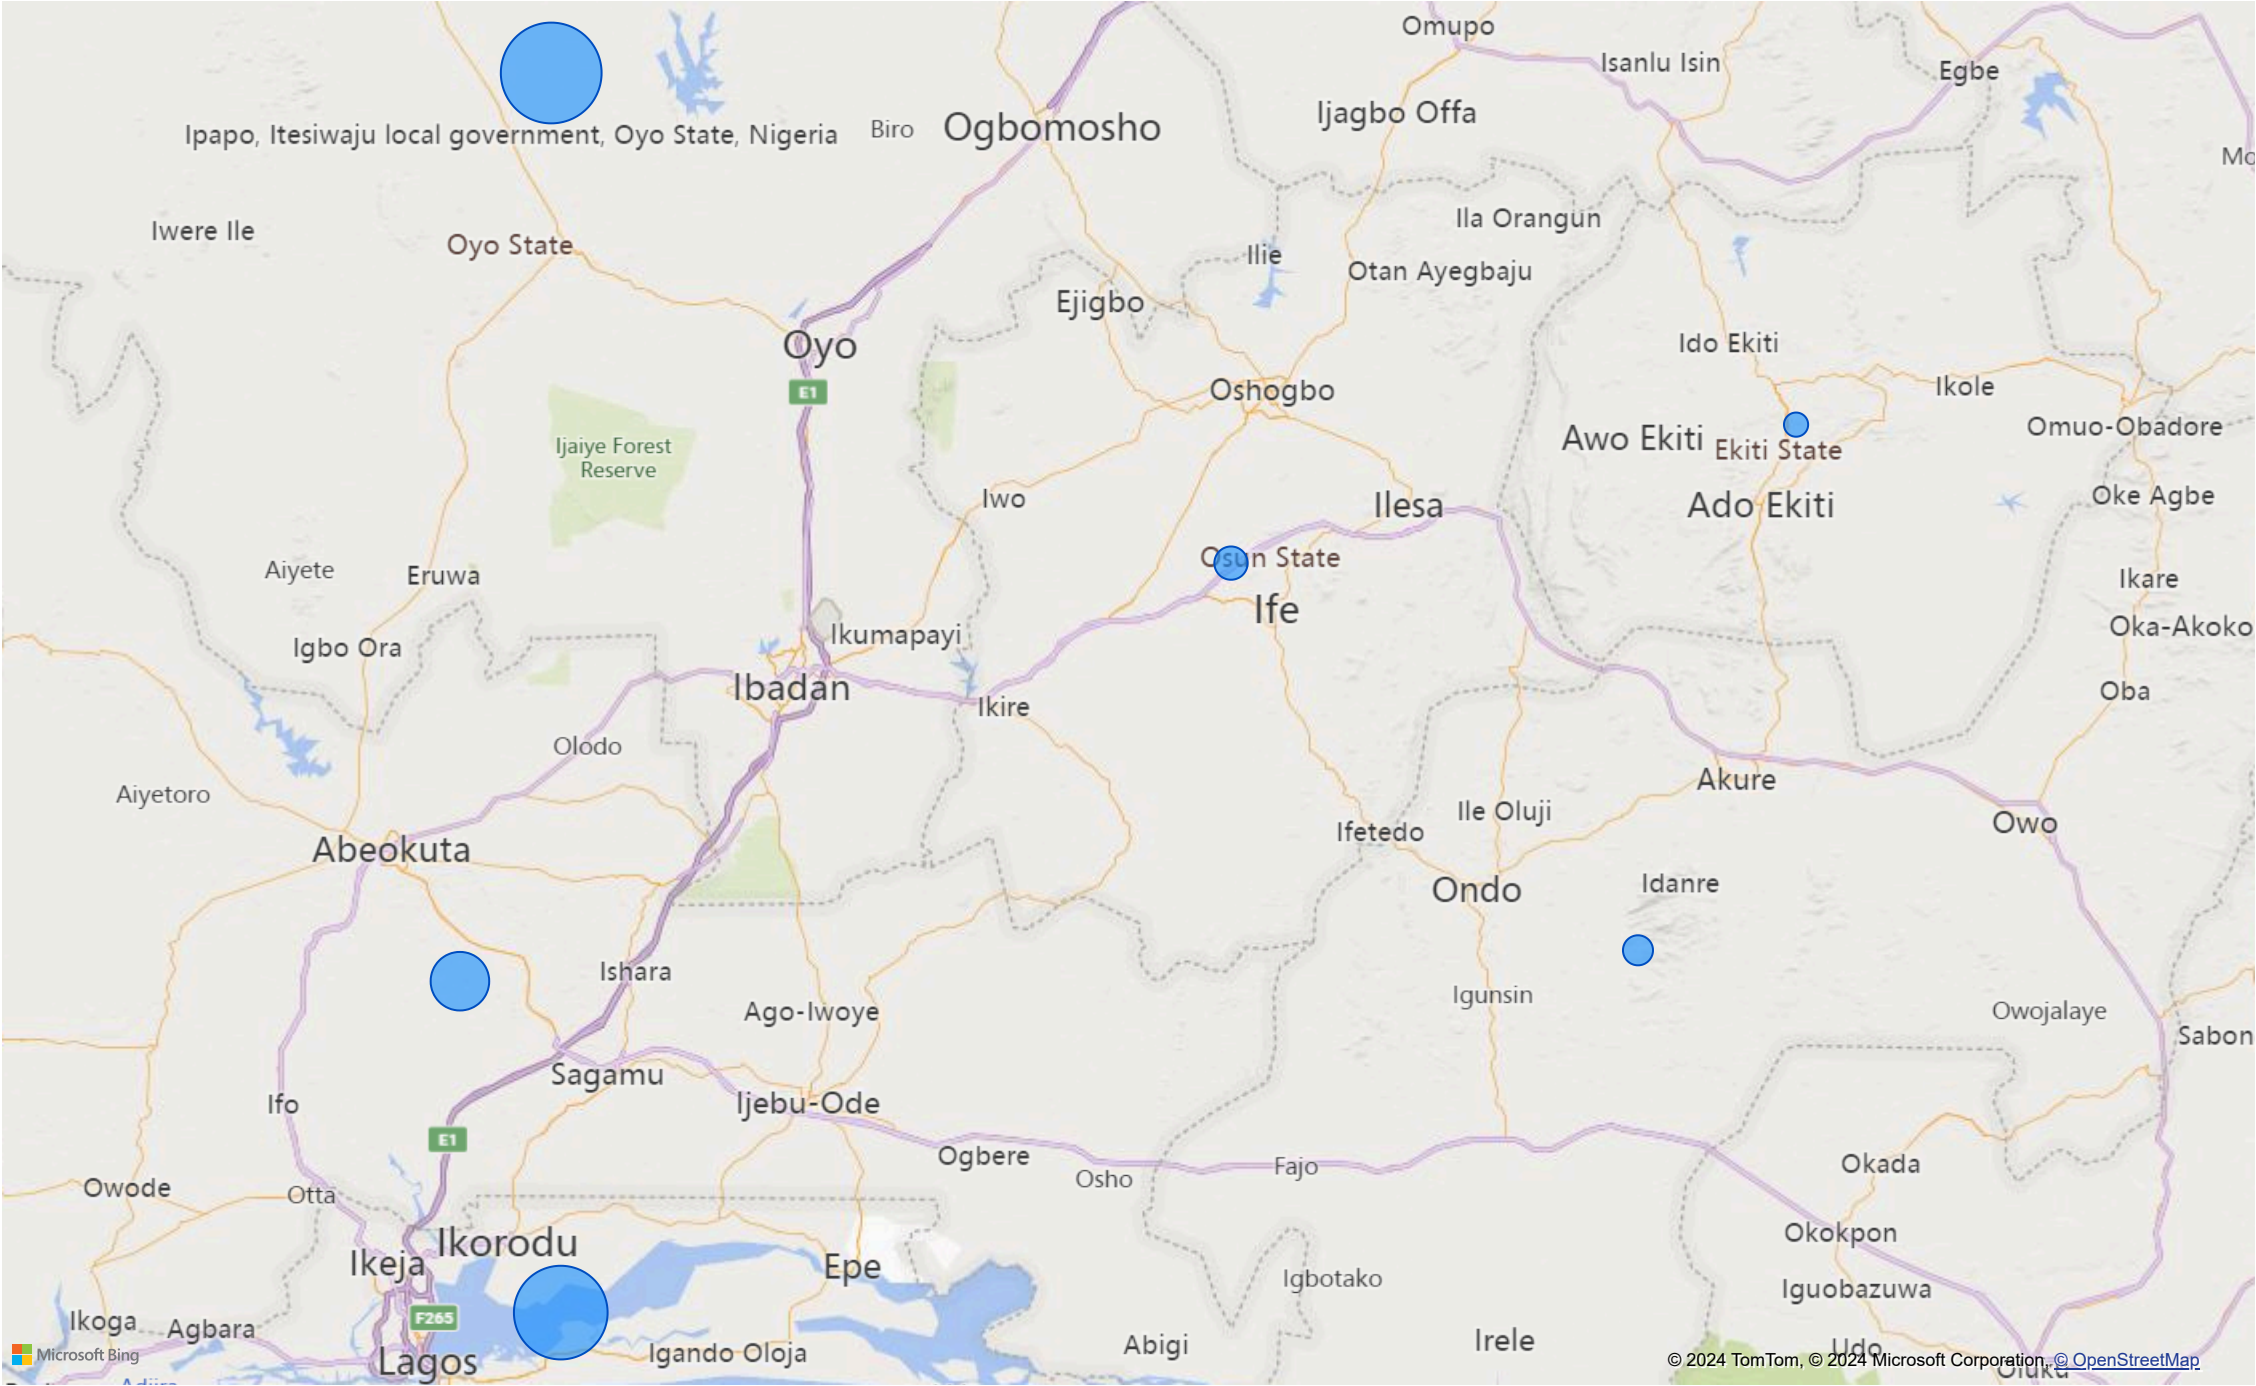 Omupo
Isanlu Isin
Egbe
Ijagbo Offa
Ipapo, Itesiwaju local government, Oyo State, Nigeria
Biro
Ogbomosho
Iwere Ile
Oyo State
Ila Orangun
Ilie
Otan Ayegbaju
Ejigbo
Oyo
Ido Ekiti
E1
Oshogbo
Ikole
Ijaiye Forest
Reserve
Awo Ekiti
Ekiti State
Omuo-Obadore
Iwo
Ilesa
Ado Ekiti
Oke Agbe
Aiyete
Eruwa
Osun State
Ikare
Ife
Igbo Ora
Ikumapayi
Oka-Akoko
Ibadan
Ikire
Oba
Olodo
Aiyetoro
Akure
Abeokuta
Ifetedo
Ile Oluji
Owo
Ondo
Idanre
Ishara
Ago-Iwoye
Igunsin
Owojalaye
Sabon
Sagamu
Ifo
Ijebu-Ode
E1
Ogbere
Osho
Fajo
Okada
Owode
Otta
Ikorodu
Okokpon
Ikeja
Epe
Igbotako
Iguobazuwa
Ikoga
Agbara
F265
Abigi
Irele
Udo
Microsoft Bing
Lagos
Igando Oloja
© 2024 TomTom, © 2024 Microsoft Corporation, © OpenStreetMap
Oluku